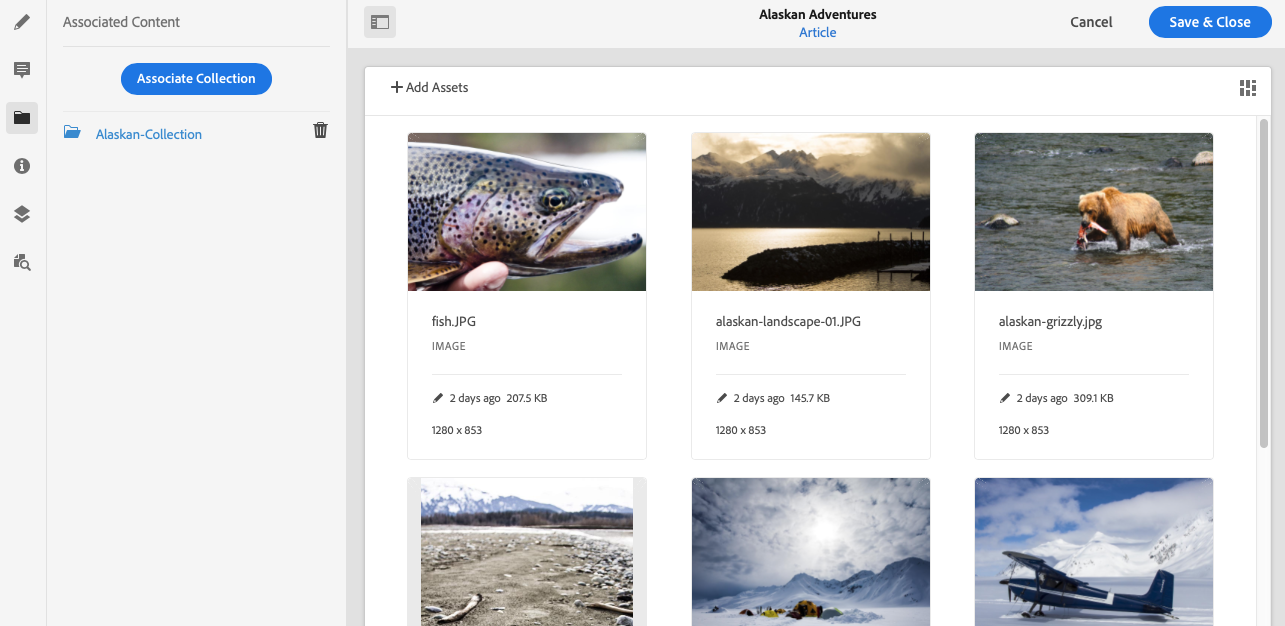 Associated Content
Associate Collection
Alaskan-Collection
Alaskan Adventures
Article
Cancel
Save & Close
Add Assets
fish.JPG
IMAGE
2 days ago 207.5 KB
1280 x 853
alaskan-landscape-01.JPG
IMAGE
2 days ago 145.7 KB
1280 x 853
alaskan-grizzly.jpg
IMAGE
2 days ago 309.1 KB
1280 x 853